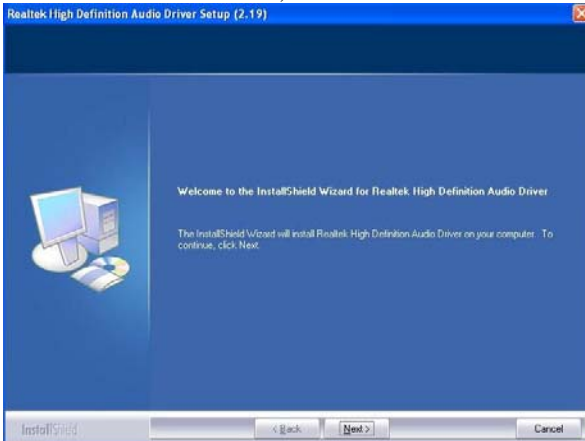 Realtek High Definition Audio Driver Setup (2.19)
Welcome to the InstallShield Wizard for Realtek High Definition Audio Driver
The InstallShield Wizard will install Realtek High Definition Audio Driver on your computer. To
continue, click Next.
InstallShield
< Back
Next >
Cancel